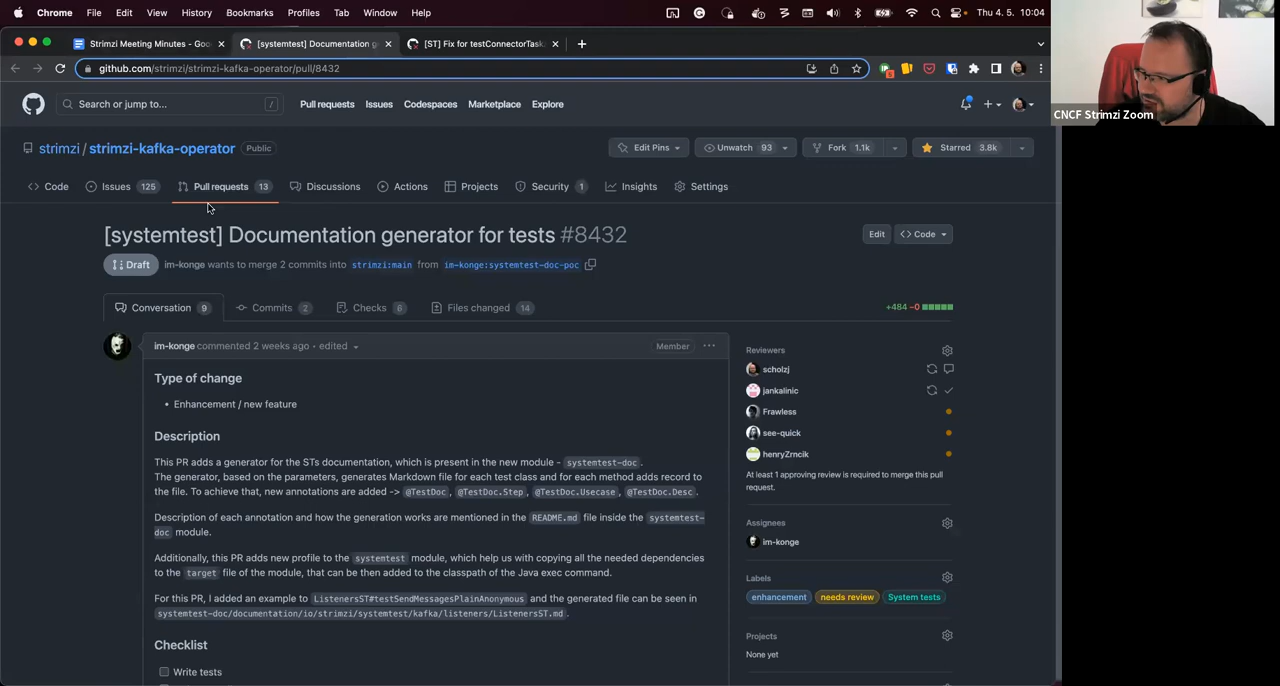 Chrome File Edit View History Bookmarks Profiles Tab Window Help Thu 4. 5. 10:04
Strimzi Meeting Minutes - Goo
[systemtest] Documentation g
[ST] Fix for testConnectorTask
github.com/strimzi/strimzi-kafka-operator/pull/8432
Search or jump to... / Pull requests Issues Codespaces Marketplace Explore
CNCF Strimzi Zoom
strimzi / strimzi-kafka-operator Public Edit Pins Unwatch 93 Fork 1.1k Starred 3.8k
Code Issues 125 Pull requests 13 Discussions Actions Projects Security 1 Insights Settings
[systemtest] Documentation generator for tests #8432 Edit Code
Draft im-konge wants to merge 2 commits into strimzi:main from im-konge:systemtest-doc-poc
Conversation 9 Commits 2 Checks 6 Files changed 14 +484 −0
im-konge commented 2 weeks ago • edited Member
Type of change
• Enhancement / new feature
Description
This PR adds a generator for the STs documentation, which is present in the new module - systemtest-doc.
The generator, based on the parameters, generates Markdown file for each test class and for each method adds record to
the file. To achieve that, new annotations are added -> @TestDoc, @TestDoc.Step, @TestDoc.Usecase, @TestDoc.Desc.
Description of each annotation and how the generation works are mentioned in the README.md file inside the systemtest-
doc module.
Additionally, this PR adds new profile to the systemtest module, which help us with copying all the needed dependencies
to the target file of the module, that can be then added to the classpath of the Java exec command.
For this PR, I added an example to ListenersST#testSendMessagesPlainAnonymous and the generated file can be seen in
systemtest-doc/documentation/io/strimzi/systemtest/kafka/listeners/ListenersST.md.
Checklist
Write tests
Reviewers
scholzj
jankalinic
Frawless
see-quick
henryZrncik
At least 1 approving review is required to merge this pull
request.
Assignees
im-konge
Labels
enhancement needs review System tests
Projects
None yet